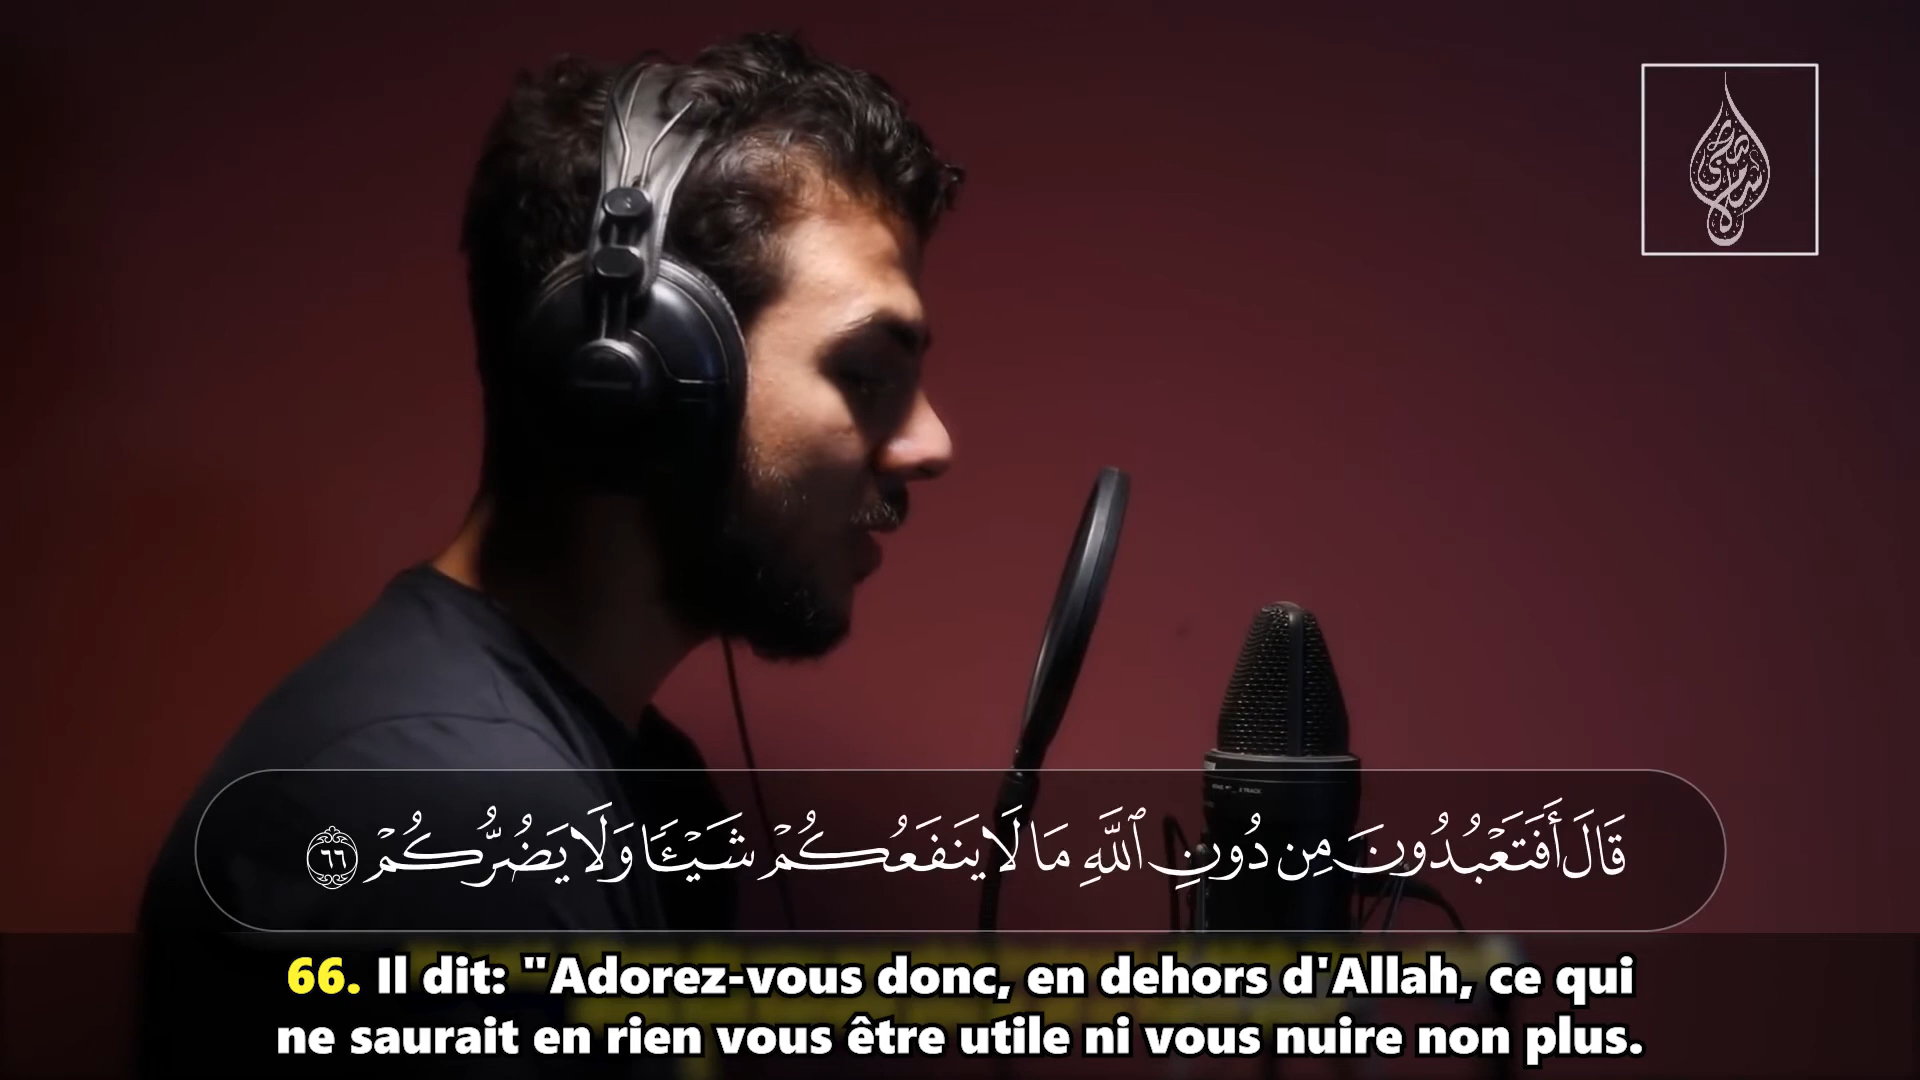 قَالَ أَفَتَعْبُدُونَ مِن دُونِ ٱللَّهِ مَا لَا يَنفَعُكُمْ شَيْـًٔا وَلَا يَضُرُّكُمْ ٦٦
66. Il dit: "Adorez-vous donc, en dehors d'Allah, ce qui
ne saurait en rien vous être utile ni vous nuire non plus.